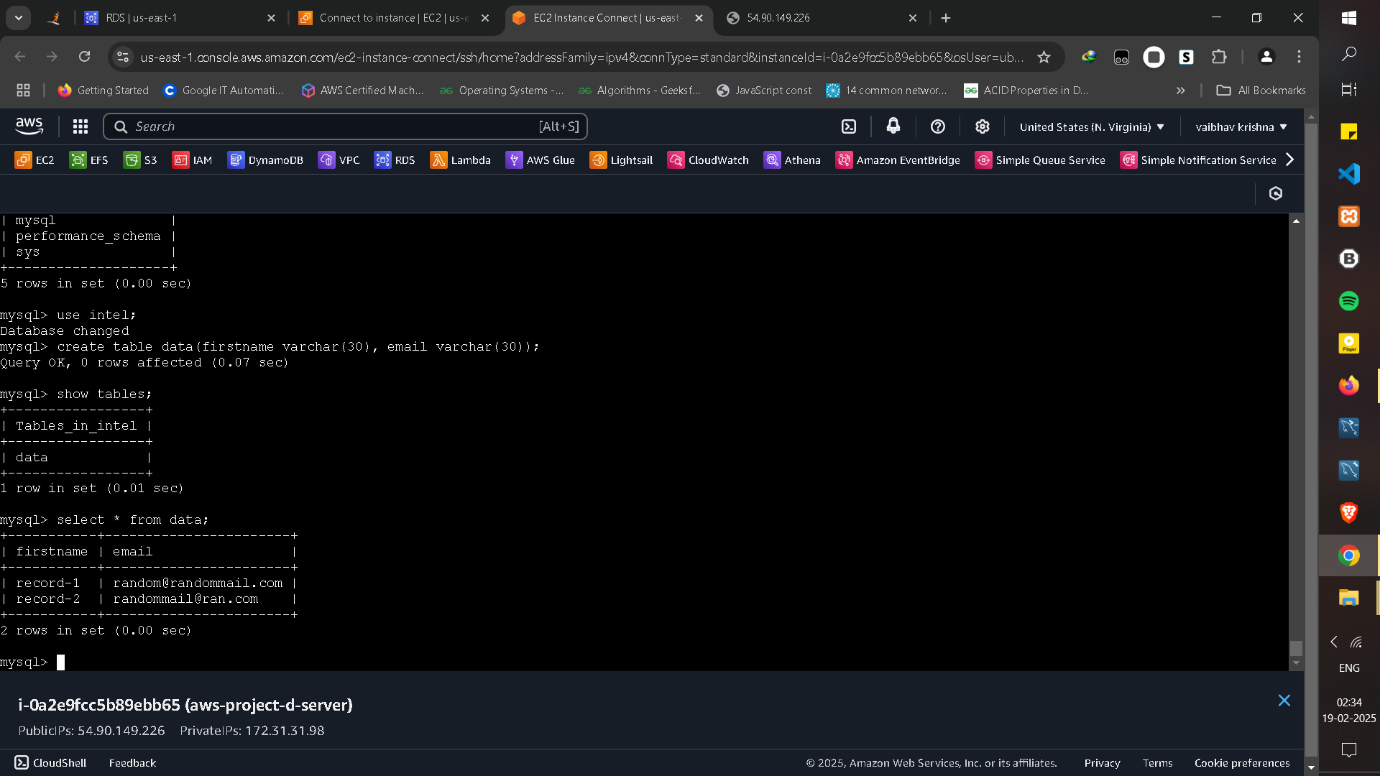 RDS | us-east-1
Connect to instance | EC2 | us-e
EC2 Instance Connect | us-east-
54.90.149.226
us-east-1.console.aws.amazon.com/ec2-instance-connect/ssh/home?addressFamily=ipv4&connType=standard&instanceId=i-0a2e9fcc5b89ebb65&osUser=ub...
Getting Started
Google IT Automati...
AWS Certified Mach...
Operating Systems -...
Algorithms - Geeksf...
JavaScript const
14 common networ...
ACID Properties in D...
All Bookmarks
aws
Search
[Alt+S]
United States (N. Virginia)
vaibhav krishna
EC2
EFS
S3
IAM
DynamoDB
VPC
RDS
Lambda
AWS Glue
Lightsail
CloudWatch
Athena
Amazon EventBridge
Simple Queue Service
Simple Notification Service
| mysql              |
| performance_schema |
| sys                |
+--------------------+
5 rows in set (0.00 sec)
mysql> use intel;
Database changed
mysql> create table data(firstname varchar(30), email varchar(30));
Query OK, 0 rows affected (0.07 sec)
mysql> show tables;
+-----------------+
| Tables_in_intel |
+-----------------+
| data            |
+-----------------+
1 row in set (0.01 sec)
mysql> select * from data;
+-----------+-----------------------+
| firstname | email                 |
+-----------+-----------------------+
| record-1  | random@randommail.com |
| record-2  | randommail@ran.com    |
+-----------+-----------------------+
2 rows in set (0.00 sec)
mysql>
i-0a2e9fcc5b89ebb65 (aws-project-d-server)
PublicIPs: 54.90.149.226 PrivateIPs: 172.31.31.98
CloudShell
Feedback
© 2025, Amazon Web Services, Inc. or its affiliates.
Privacy
Terms
Cookie preferences
ENG
02:34
19-02-2025